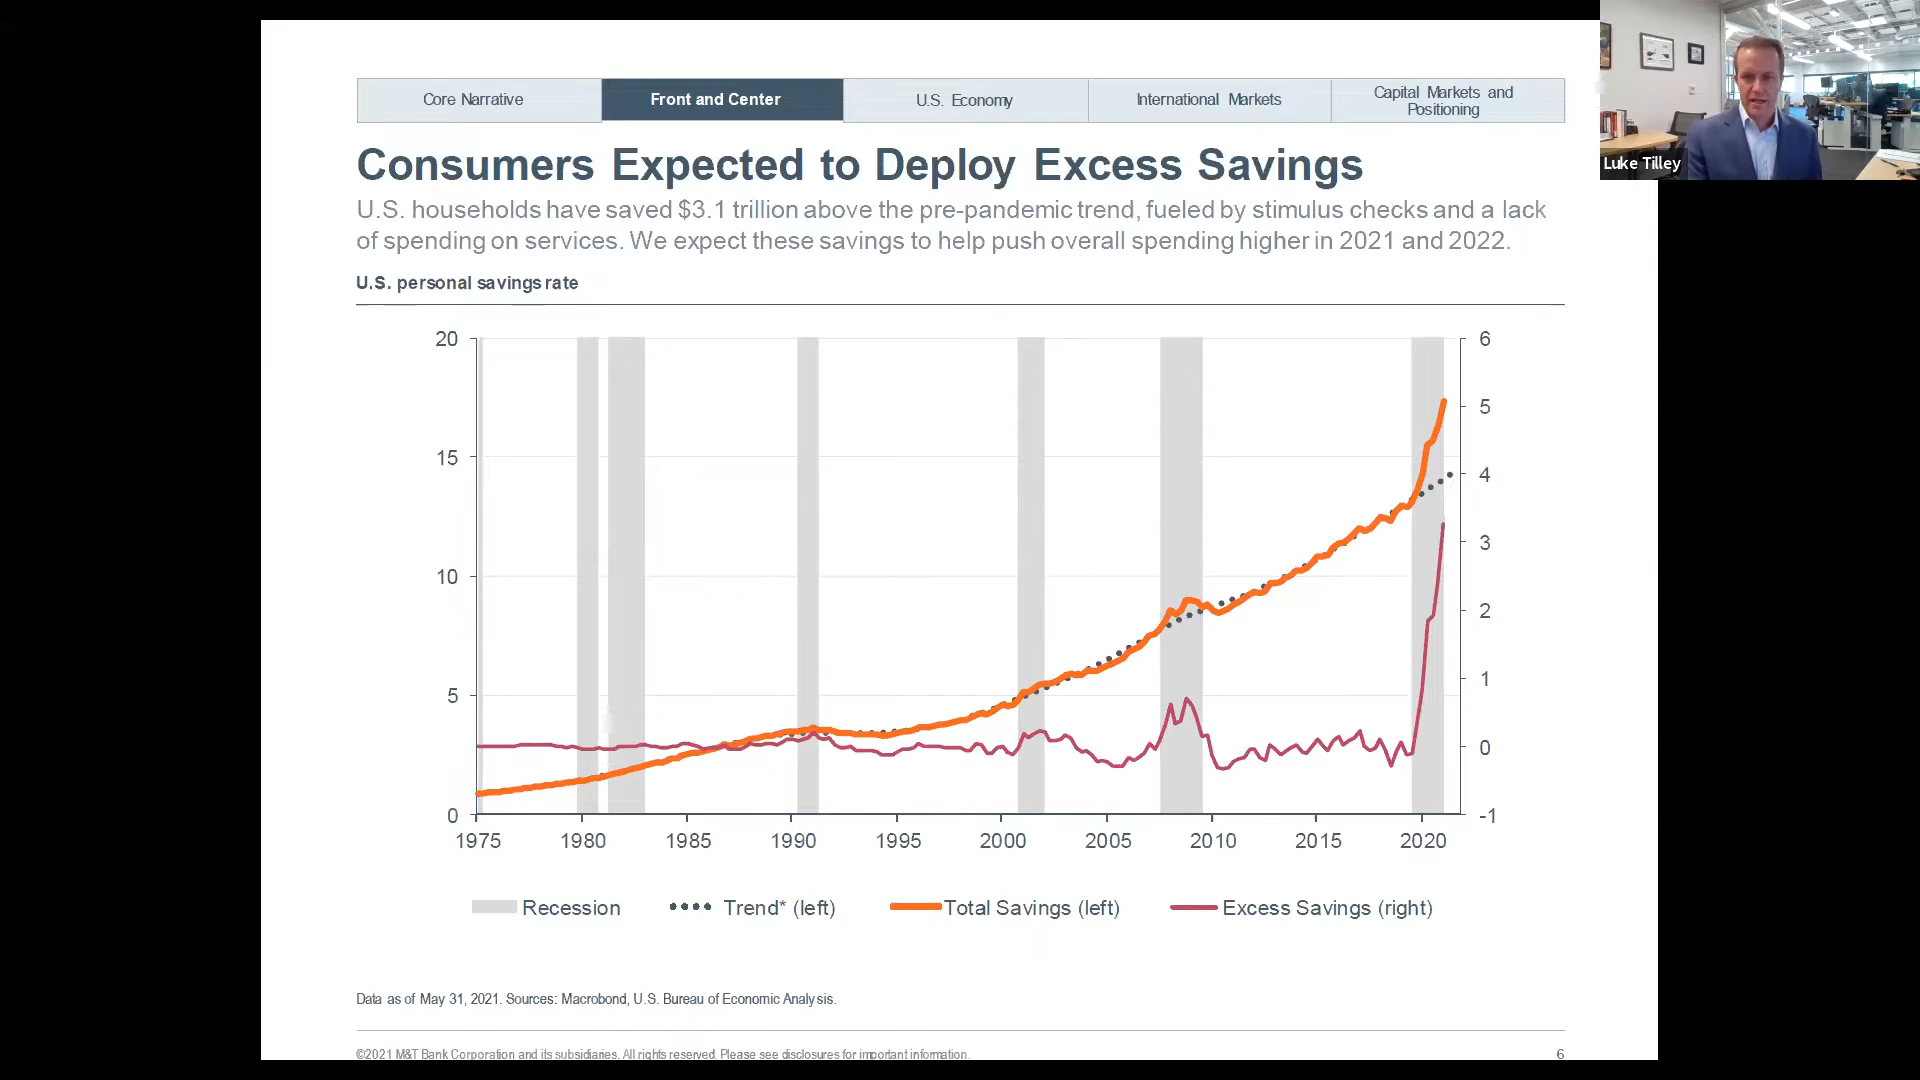 Core Narrative
Front and Center
U.S. Economy
International Markets
Capital Markets and
Positioning
Luke Tilley
Consumers Expected to Deploy Excess Savings
U.S. households have saved $3.1 trillion above the pre-pandemic trend, fueled by stimulus checks and a lack
of spending on services. We expect these savings to help push overall spending higher in 2021 and 2022.
U.S. personal savings rate
20
15
10
5
0
6
5
4
3
2
1
0
-1
1975 1980 1985 1990 1995 2000 2005 2010 2015 2020
Recession Trend* (left) Total Savings (left) Excess Savings (right)
Data as of May 31, 2021. Sources: Macrobond, U.S. Bureau of Economic Analysis.
©2021 M&T Bank Corporation and its subsidiaries. All rights reserved. Please see disclosures for important information.
6